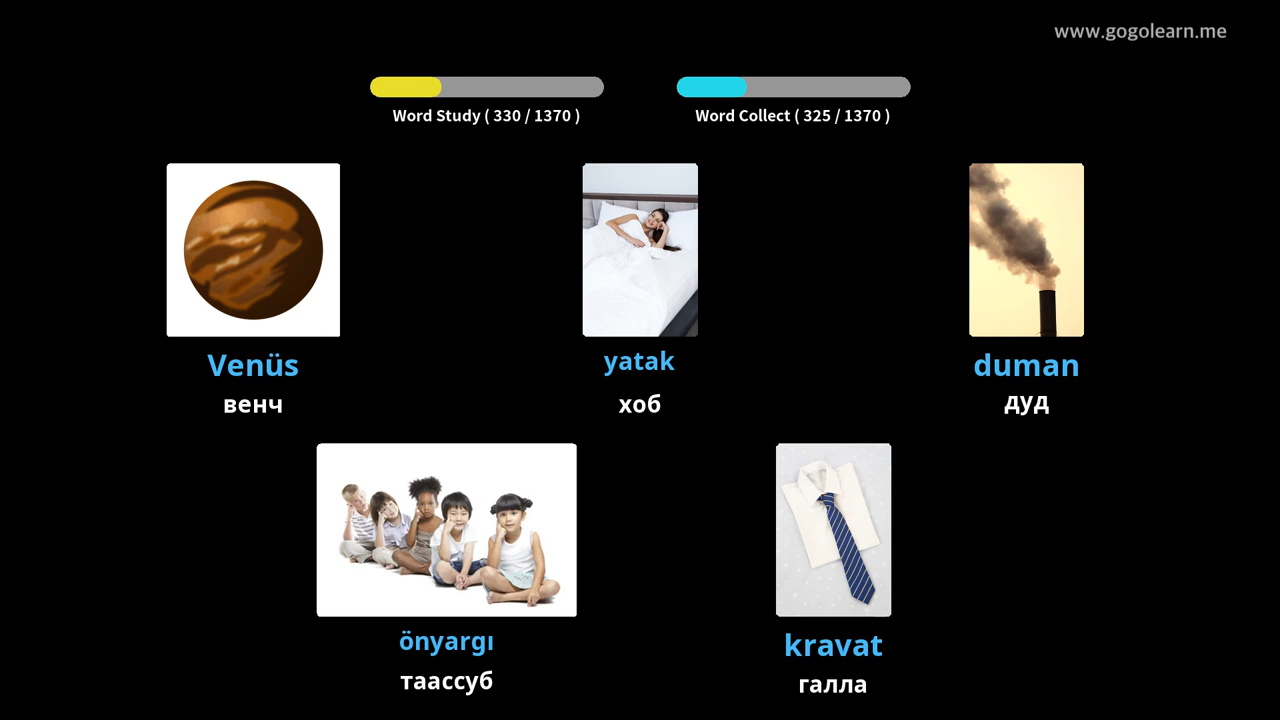 www.gogolearn.me
Word Study ( 330 / 1370 )
Word Collect ( 325 / 1370 )
Venüs
венч
yatak
хоб
duman
дуд
önyargı
таассуб
kravat
галла